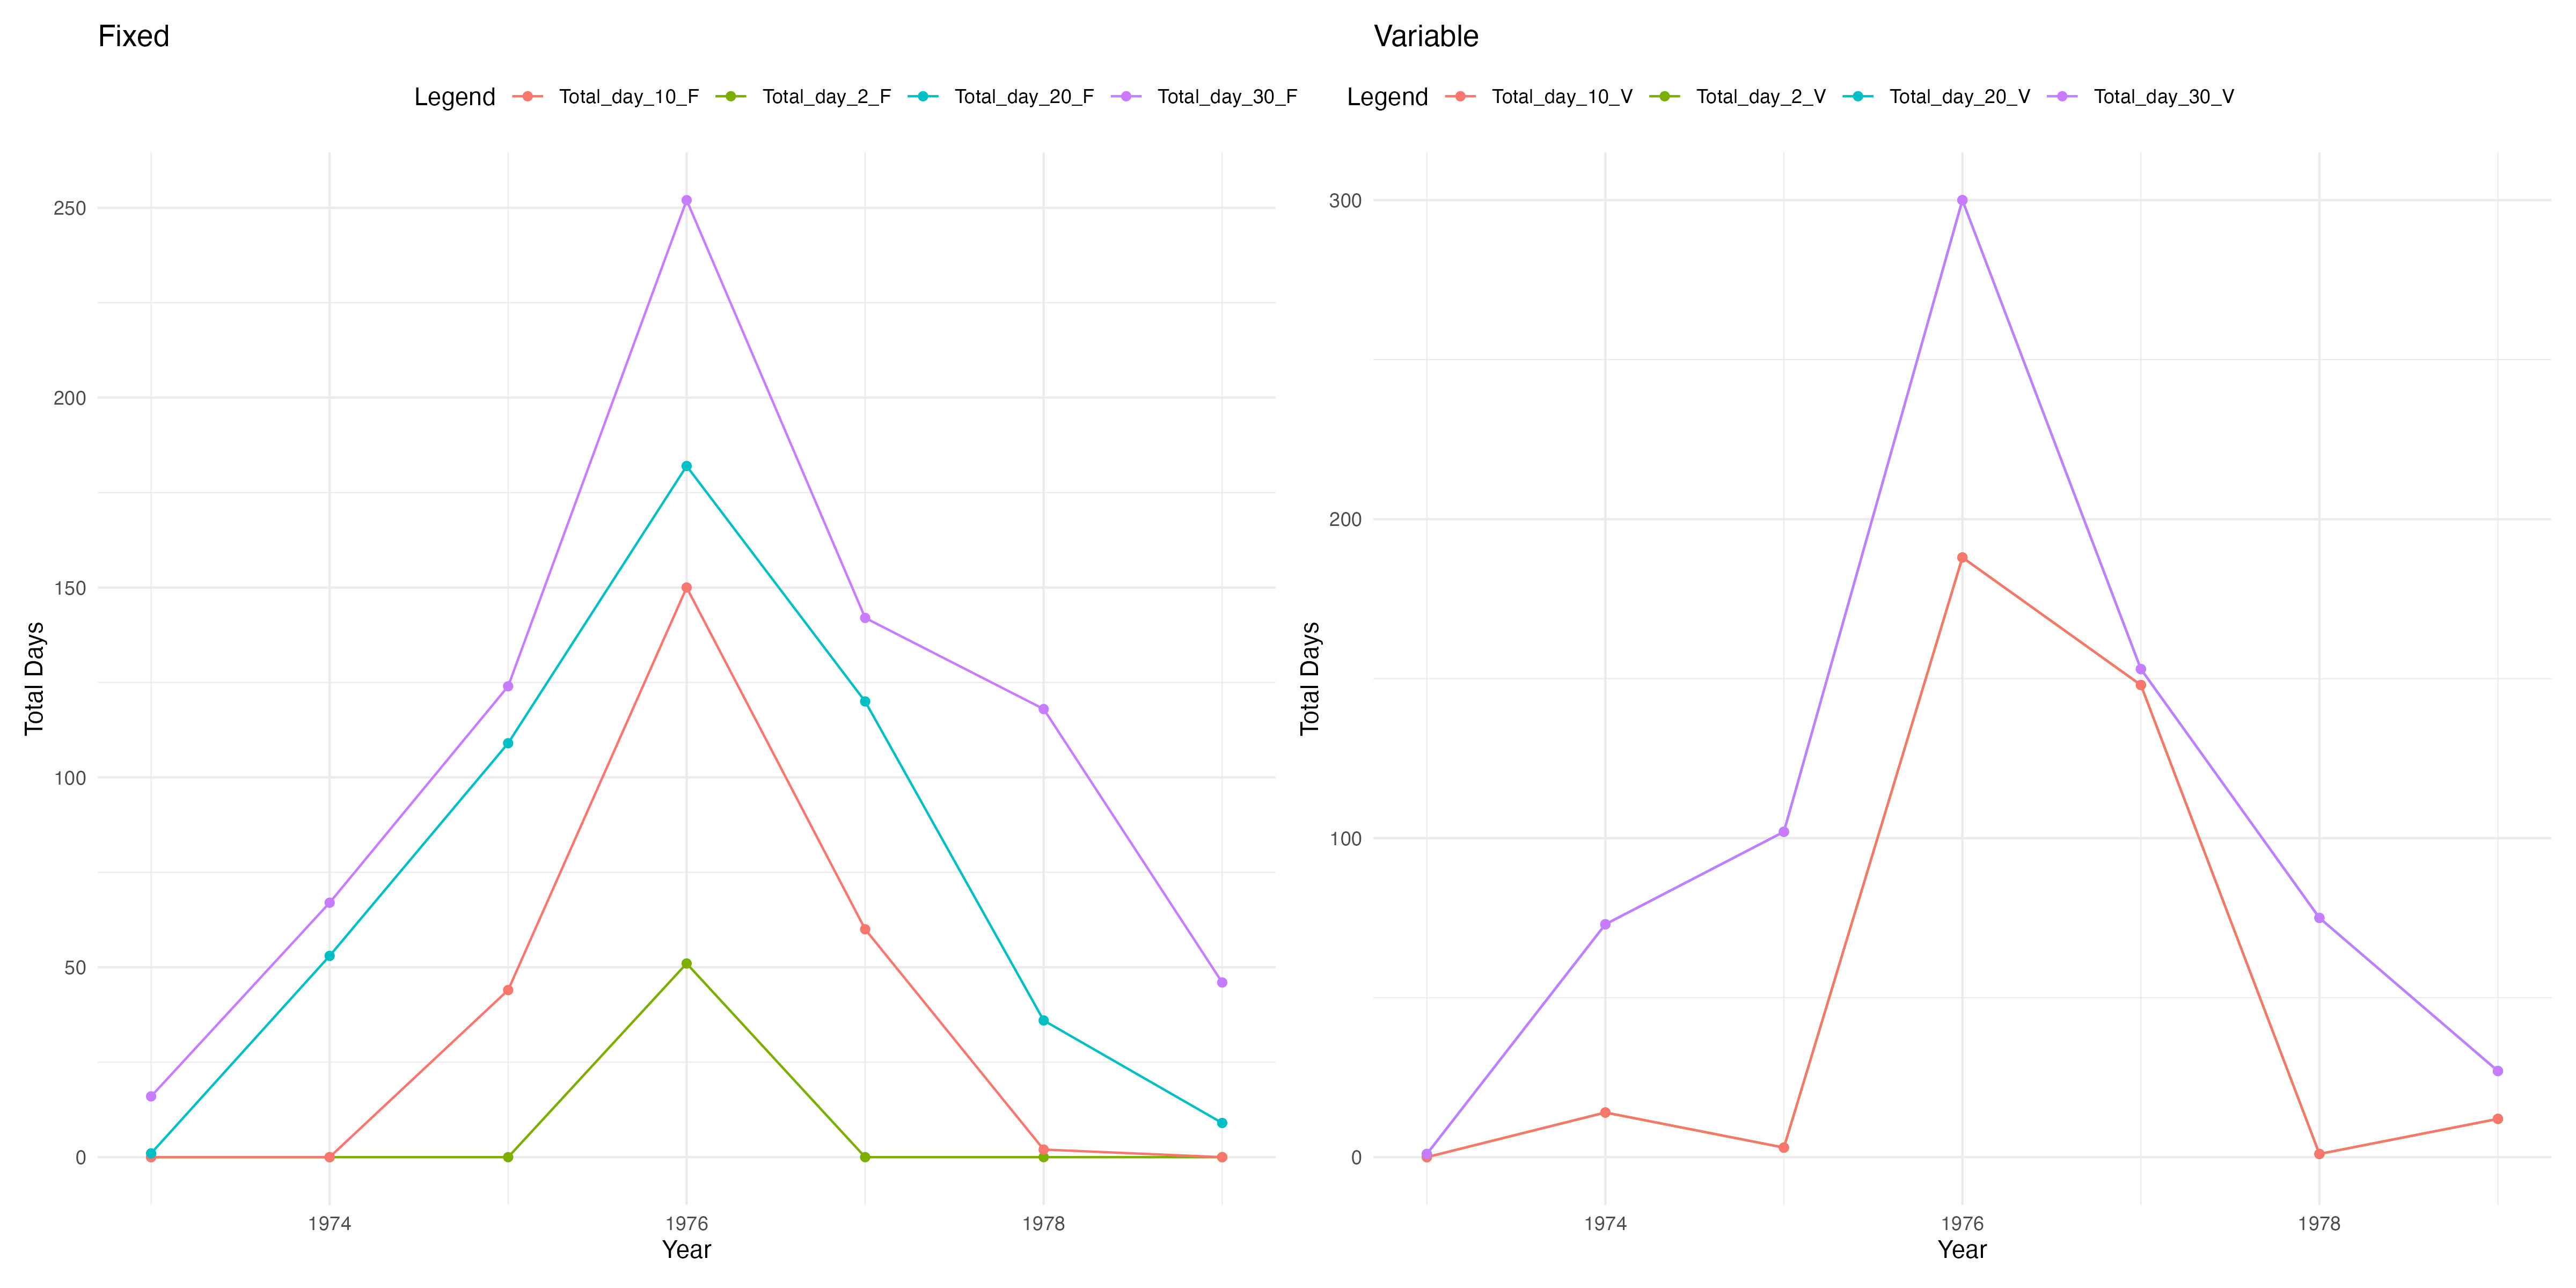 Fixed
Legend Total_day_10_F Total_day_2_F Total_day_20_F Total_day_30_F
250
200
150
100
50
0
Total Days
1974 1976 1978
Year
Variable
Legend Total_day_10_V Total_day_2_V Total_day_20_V Total_day_30_V
300
200
100
0
Total Days
1974 1976 1978
Year